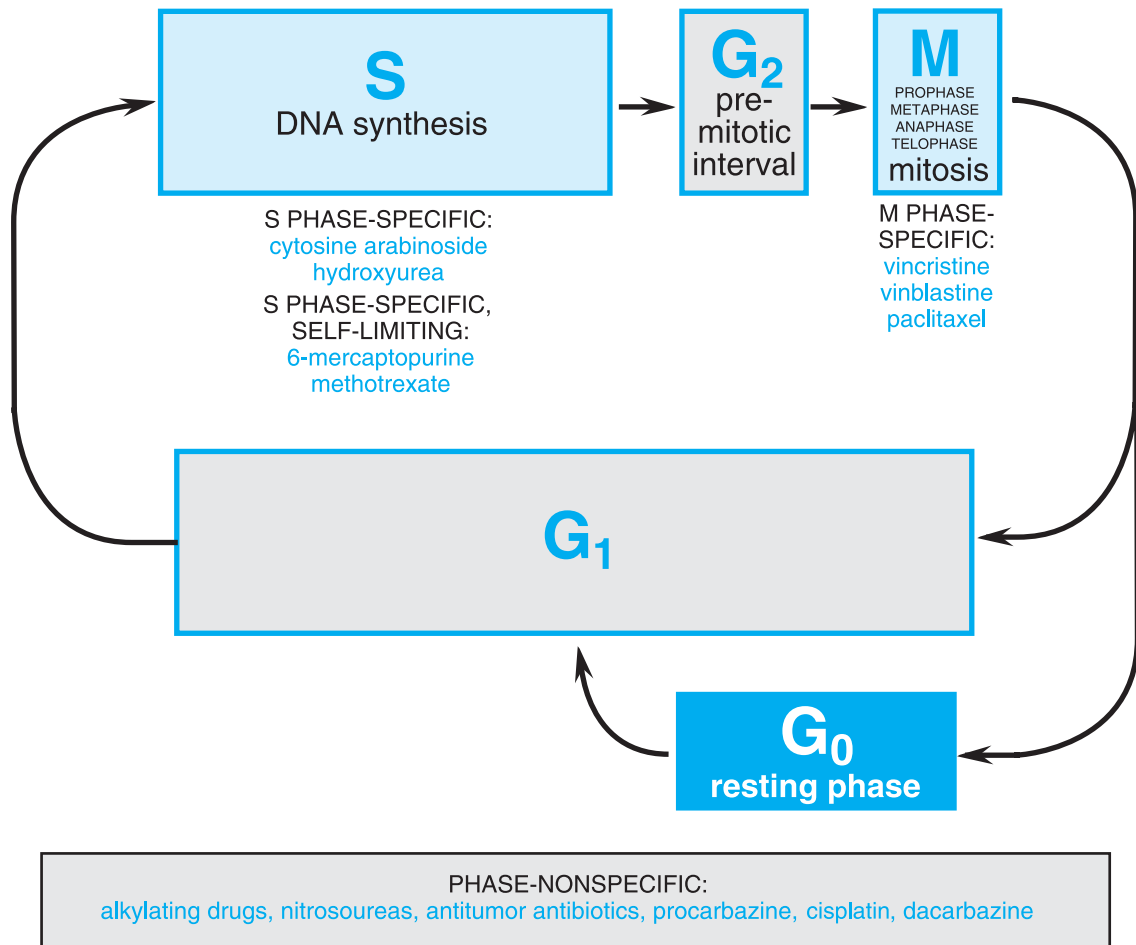 S
DNA synthesis
G₂
pre-
mitotic
interval
M
PROPHASE
METAPHASE
ANAPHASE
TELOPHASE
mitosis
S PHASE-SPECIFIC:
cytosine arabinoside
hydroxyurea
S PHASE-SPECIFIC,
SELF-LIMITING:
6-mercaptopurine
methotrexate
M PHASE-
SPECIFIC:
vincristine
vinblastine
paclitaxel
G₁
G₀
resting phase
PHASE-NONSPECIFIC:
alkylating drugs, nitrosoureas, antitumor antibiotics, procarbazine, cisplatin, dacarbazine